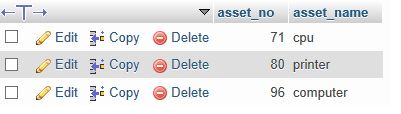 asset_no asset_name
Edit Copy Delete 71 cpu
Edit Copy Delete 80 printer
Edit Copy Delete 96 computer